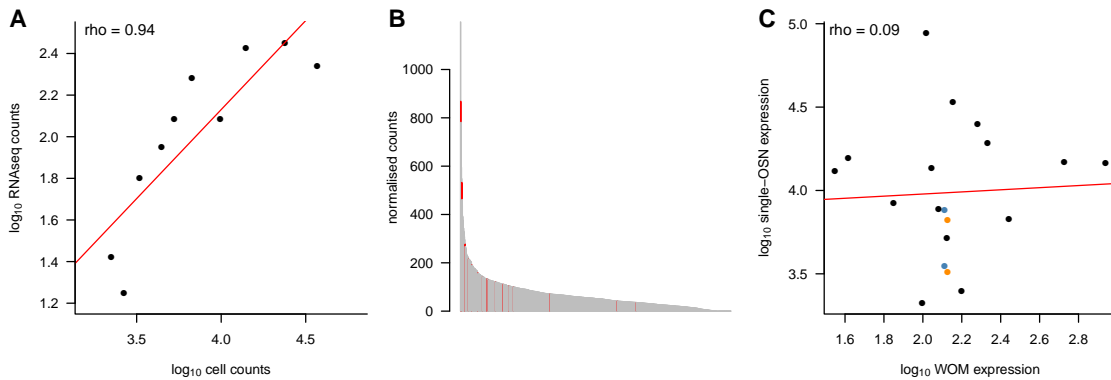 A
rho = 0.94
log10 RNAseq counts
2.4
2.2
2.0
1.8
1.6
1.4
1.2
3.5
4.0
4.5
log10 cell counts
B
normalised counts
1000
800
600
400
200
0
C
rho = 0.09
log10 single−OSN expression
5.0
4.5
4.0
3.5
1.6
1.8
2.0
2.2
2.4
2.6
2.8
log10 WOM expression